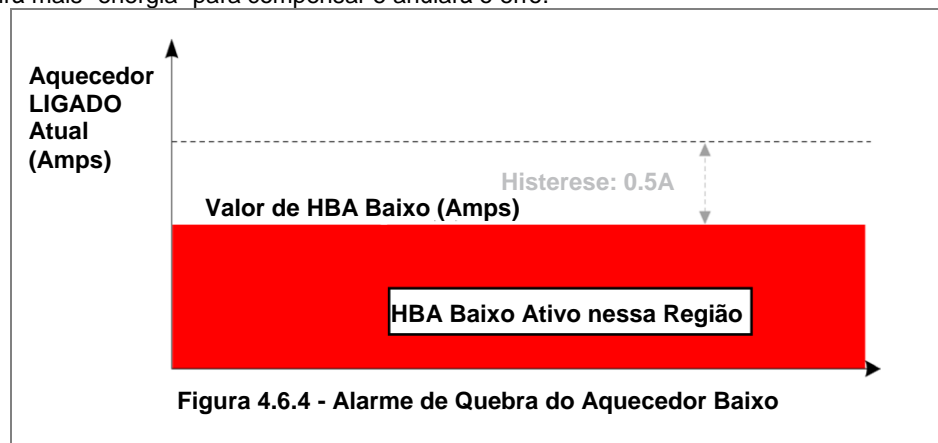 mais "energia" para compensar e anulará o erro.
Aquecedor
LIGADO
Atual
(Amps)
Histerese: 0.5A
Valor de HBA Baixo (Amps)
HBA Baixo Ativo nessa Região
Figura 4.6.4 - Alarme de Quebra do Aquecedor Baixo